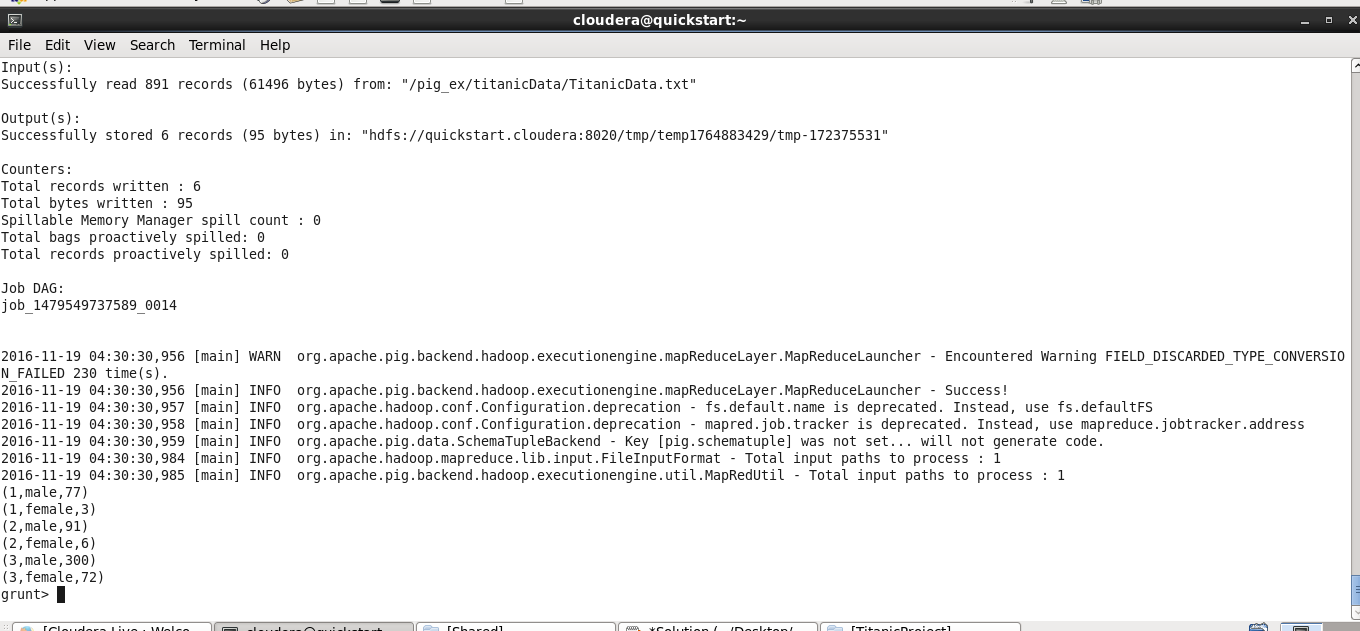 cloudera@quickstart:~
File Edit View Search Terminal Help
Input(s):
Successfully read 891 records (61496 bytes) from: "/pig_ex/titanicData/TitanicData.txt"
Output(s):
Successfully stored 6 records (95 bytes) in: "hdfs://quickstart.cloudera:8020/tmp/temp1764883429/tmp-172375531"
Counters:
Total records written : 6
Total bytes written : 95
Spillable Memory Manager spill count : 0
Total bags proactively spilled: 0
Total records proactively spilled: 0
Job DAG:
job_1479549737589_0014
2016-11-19 04:30:30,956 [main] WARN  org.apache.pig.backend.hadoop.executionengine.mapReduceLayer.MapReduceLauncher - Encountered Warning FIELD_DISCARDED_TYPE_CONVERSIO
N_FAILED 230 time(s).
2016-11-19 04:30:30,956 [main] INFO  org.apache.pig.backend.hadoop.executionengine.mapReduceLayer.MapReduceLauncher - Success!
2016-11-19 04:30:30,957 [main] INFO  org.apache.hadoop.conf.Configuration.deprecation - fs.default.name is deprecated. Instead, use fs.defaultFS
2016-11-19 04:30:30,958 [main] INFO  org.apache.hadoop.conf.Configuration.deprecation - mapred.job.tracker is deprecated. Instead, use mapreduce.jobtracker.address
2016-11-19 04:30:30,959 [main] INFO  org.apache.pig.data.SchemaTupleBackend - Key [pig.schematuple] was not set... will not generate code.
2016-11-19 04:30:30,984 [main] INFO  org.apache.hadoop.mapreduce.lib.input.FileInputFormat - Total input paths to process : 1
2016-11-19 04:30:30,985 [main] INFO  org.apache.pig.backend.hadoop.executionengine.util.MapRedUtil - Total input paths to process : 1
(1,male,77)
(1,female,3)
(2,male,91)
(2,female,6)
(3,male,300)
(3,female,72)
grunt>
[Cloudera Live : Welco... cloudera@quickstart:... [Shared] *Solution (~/Desktop/... [TitanicProject]